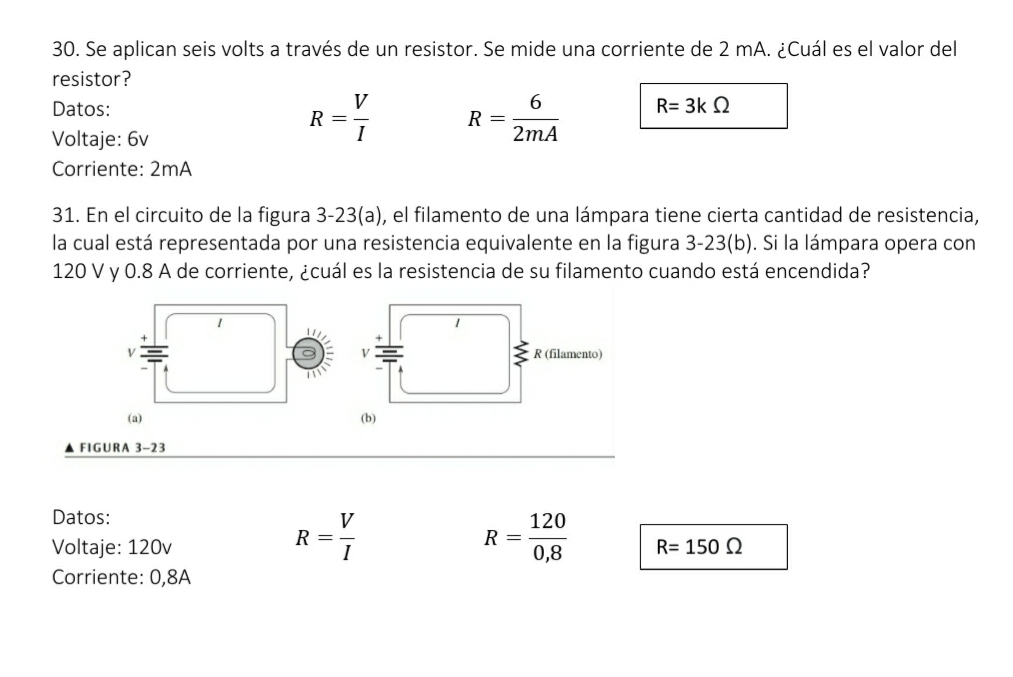 30. Se aplican seis volts a través de un resistor. Se mide una corriente de 2 mA. ¿Cuál es el valor del
resistor?
Datos:
Voltaje: 6v
Corriente: 2mA
R = V/I
R = 6/2mA
R= 3k Ω
31. En el circuito de la figura 3-23(a), el filamento de una lámpara tiene cierta cantidad de resistencia,
la cual está representada por una resistencia equivalente en la figura 3-23(b). Si la lámpara opera con
120 V y 0.8 A de corriente, ¿cuál es la resistencia de su filamento cuando está encendida?
I
+
V
–
(a)
I
+
V
–
R (filamento)
(b)
▲ FIGURA 3–23
Datos:
Voltaje: 120v
Corriente: 0,8A
R = V/I
R = 120/0,8
R= 150 Ω